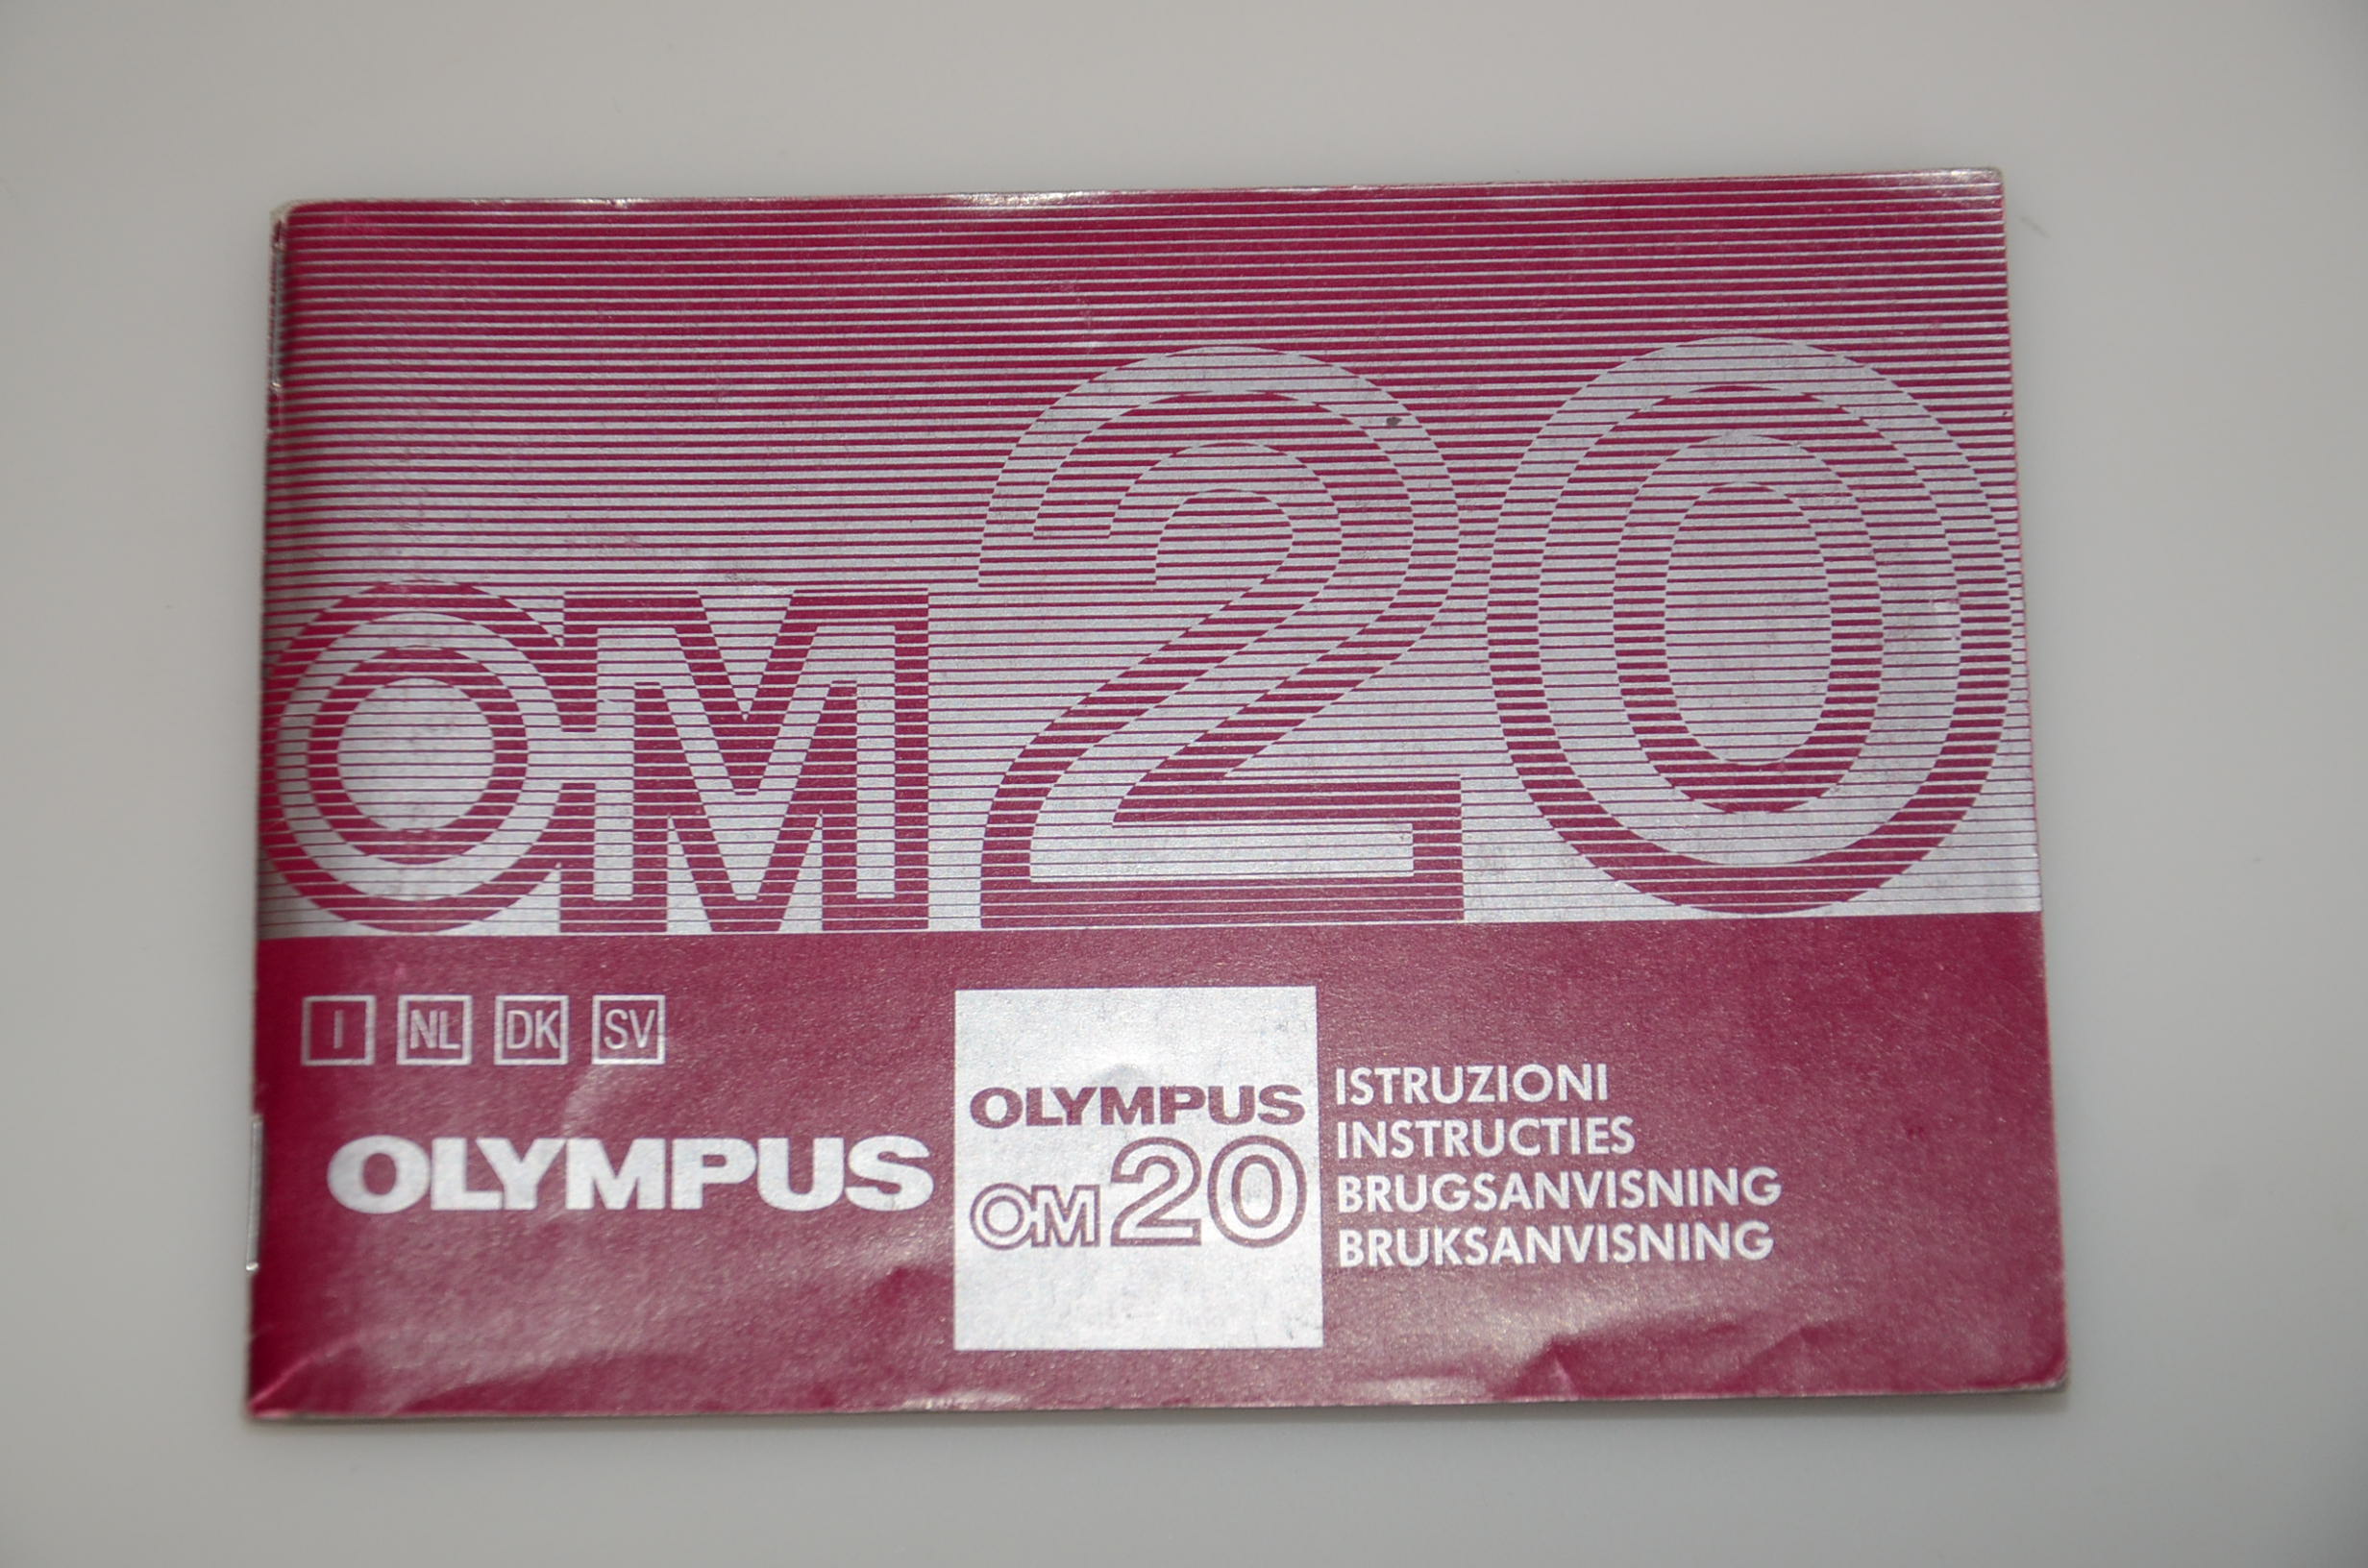 OM20
I NL DK SV
OLYMPUS
OLYMPUS
OM20
ISTRUZIONI
INSTRUCTIES
BRUGSANVISNING
BRUKSANVISNING